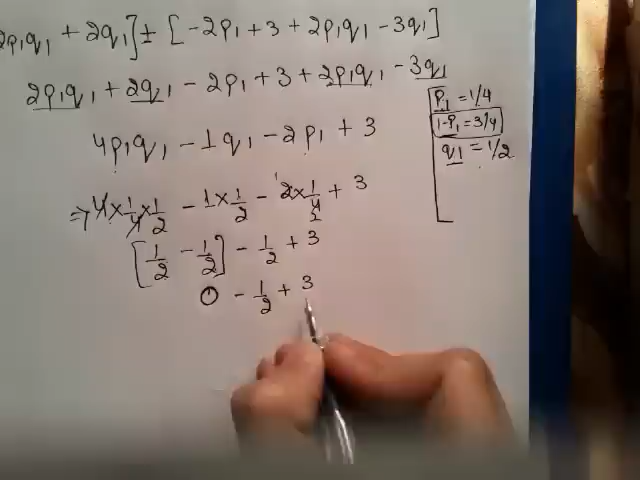 2p₁q₁ + 2q₁] ± [-2p₁ + 3 + 2p₁q₁ - 3q₁]
2p₁q₁ + 2q₁ - 2p₁ + 3 + 2p₁q₁ - 3q₁
P₁ = 1/4
1-P₁ = 3/4
q₁ = 1/2
4p₁q₁ - 1q₁ - 2p₁ + 3
⇒ 4 × 1/4 × 1/2 - 1 × 1/2 - 2 × 1/4 + 3
[1/2 - 1/2] - 1/2 + 3
0 - 1/2 + 3